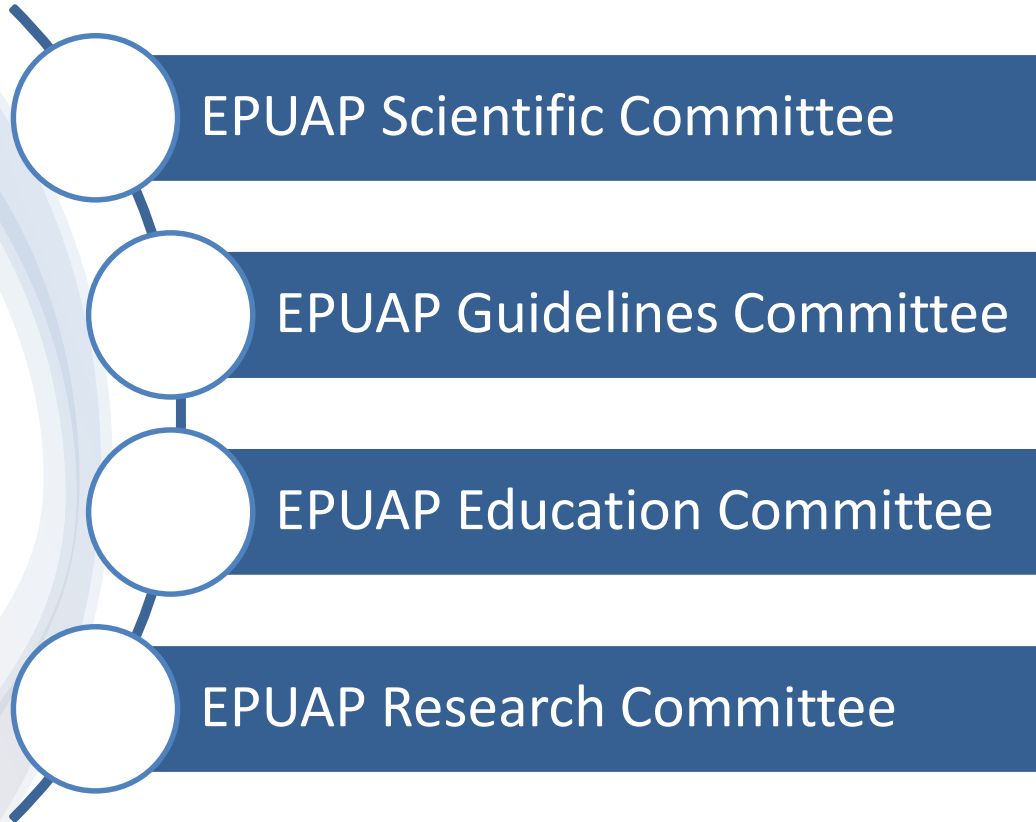 EPUAP Scientific Committee
EPUAP Guidelines Committee
EPUAP Education Committee
EPUAP Research Committee